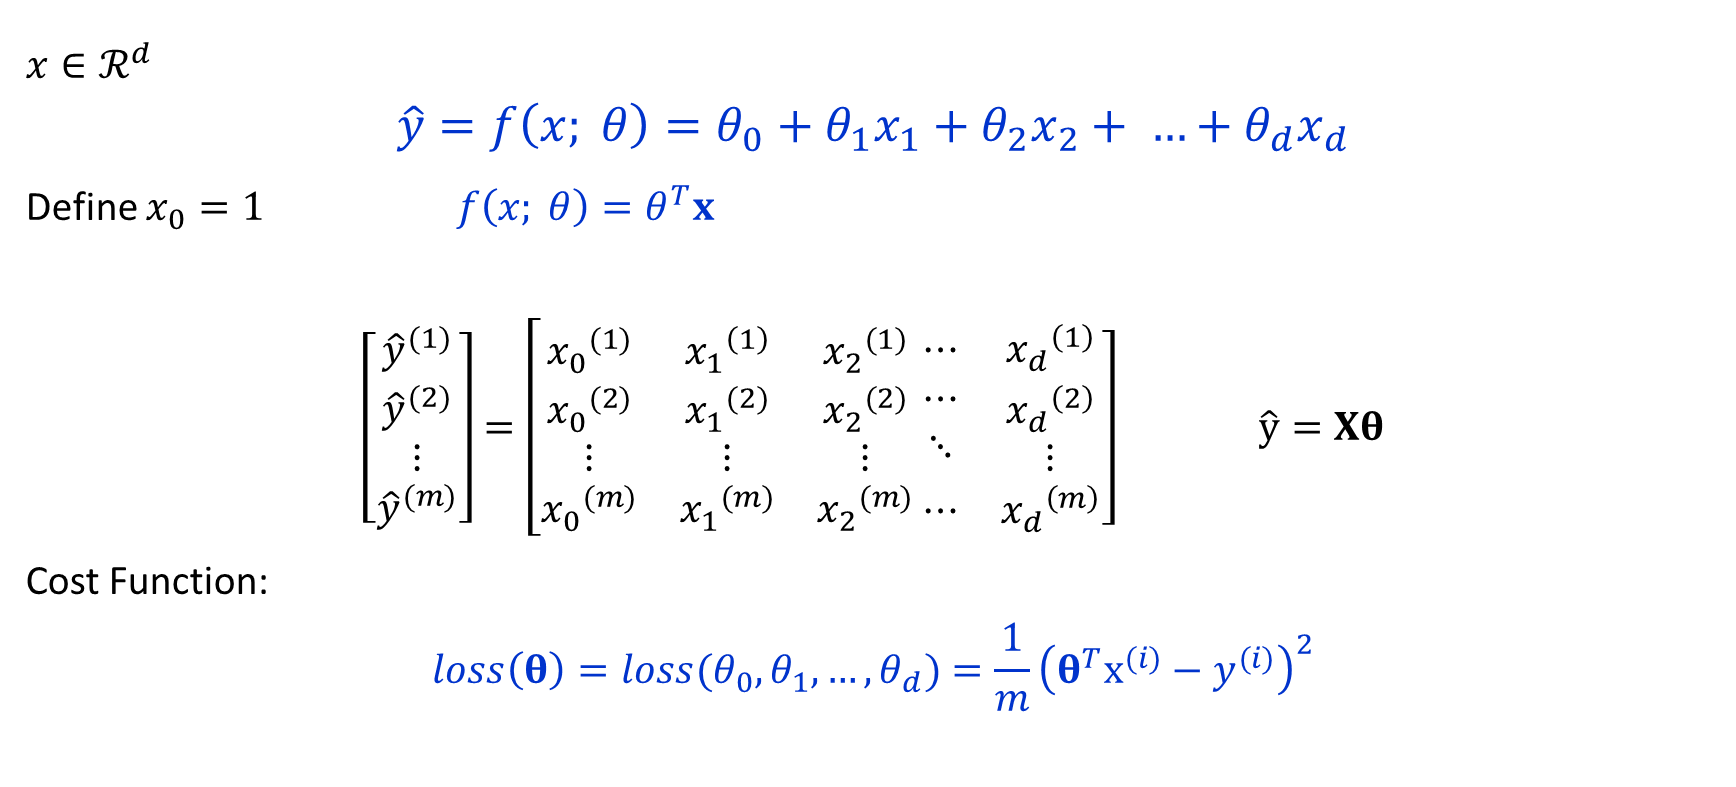 x ∈ ℛ^d
ŷ = f(x; θ) = θ_0 + θ_1x_1 + θ_2x_2 + … + θ_dx_d
Define x_0 = 1 f(x; θ) = θ^T𝐱
[ŷ^(1) ŷ^(2) ⋮ ŷ^(m)] = [x_0^(1) x_1^(1) x_2^(1) ⋯ x_d^(1) x_0^(2) x_1^(2) x_2^(2) ⋯ x_d^(2) ⋮ ⋮ ⋮ ⋱ ⋮ x_0^(m) x_1^(m) x_2^(m) ⋯ x_d^(m)] ŷ = 𝐗𝛉
Cost Function:
loss(𝛉) = loss(θ_0, θ_1, …, θ_d) = 1/m (𝛉^T x^(i) − y^(i))^2